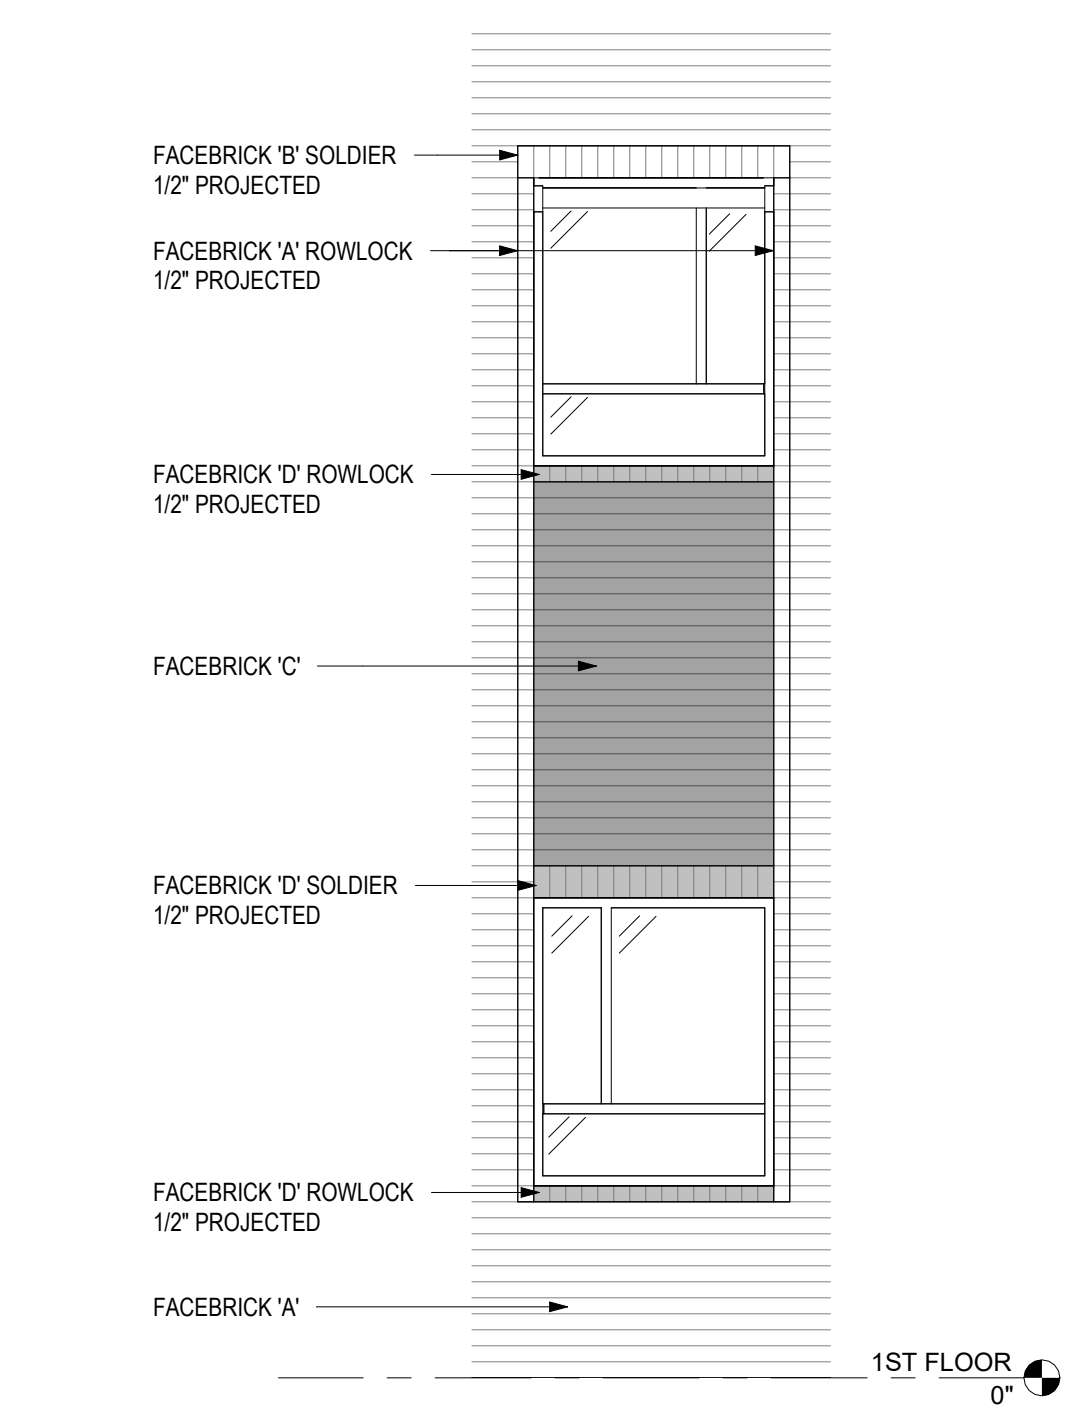 FACEBRICK 'B' SOLDIER
1/2" PROJECTED
FACEBRICK 'A' ROWLOCK
1/2" PROJECTED
FACEBRICK 'D' ROWLOCK
1/2" PROJECTED
FACEBRICK 'C'
FACEBRICK 'D' SOLDIER
1/2" PROJECTED
FACEBRICK 'D' ROWLOCK
1/2" PROJECTED
FACEBRICK 'A'
1ST FLOOR
0"